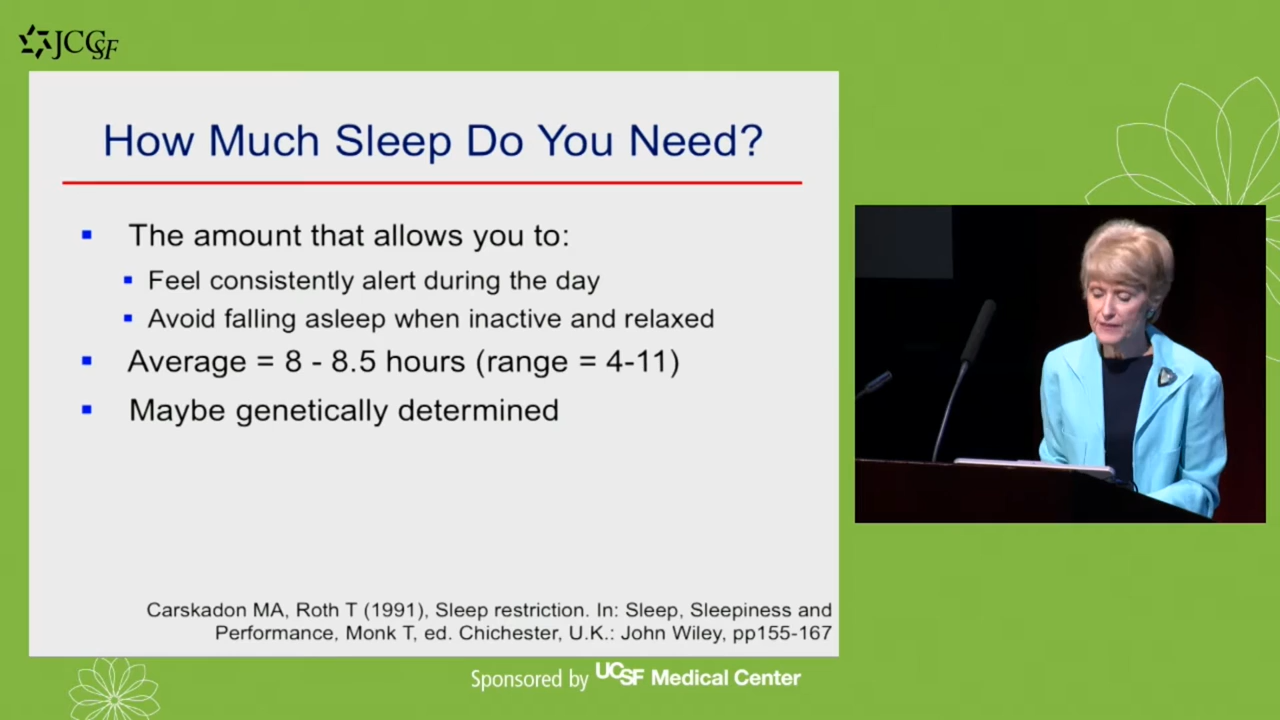 JCCSF
How Much Sleep Do You Need?
The amount that allows you to:
Feel consistently alert during the day
Avoid falling asleep when inactive and relaxed
Average = 8 - 8.5 hours (range = 4-11)
Maybe genetically determined
Carskadon MA, Roth T (1991), Sleep restriction. In: Sleep, Sleepiness and
Performance, Monk T, ed. Chichester, U.K.: John Wiley, pp155-167
Sponsored by UCSF Medical Center